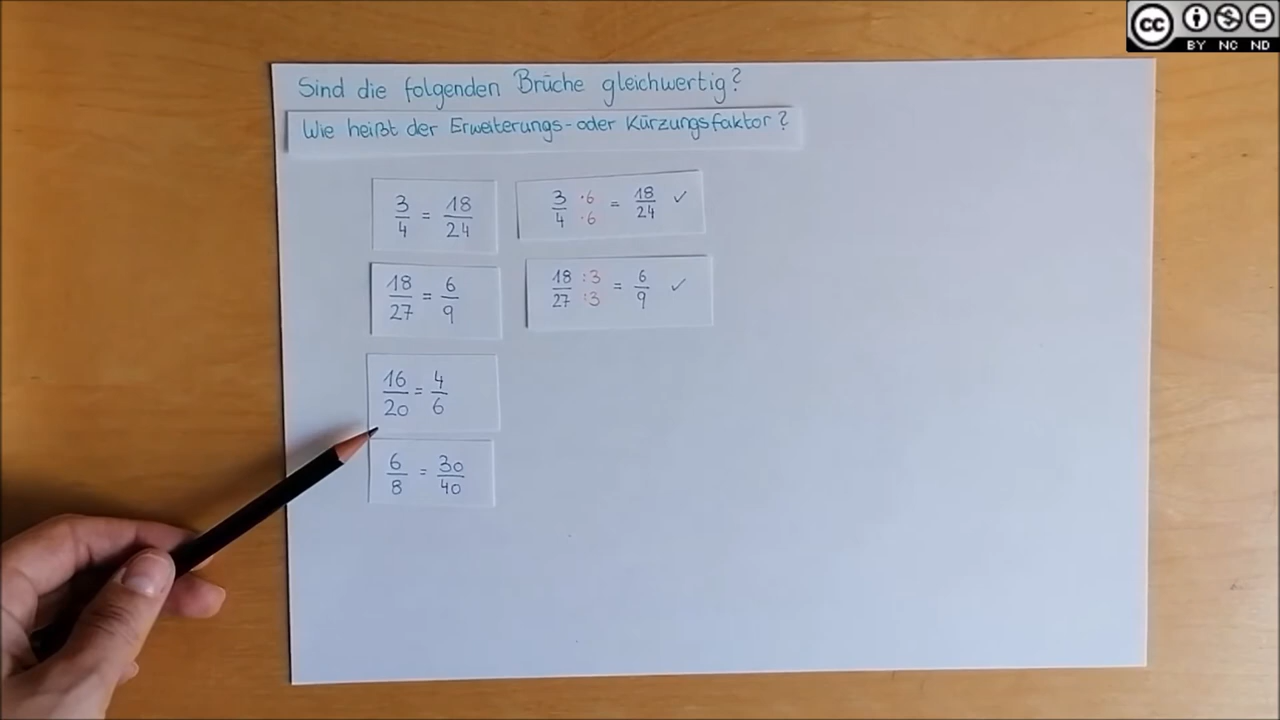 cc BY NC ND
Sind die folgenden Brüche gleichwertig?
Wie heißt der Erweiterungs- oder Kürzungsfaktor?
3/4 = 18/24
3/4 ·6/·6 = 18/24 ✓
18/27 = 6/9
18/27 :3/:3 = 6/9 ✓
16/20 = 4/6
6/8 = 30/40